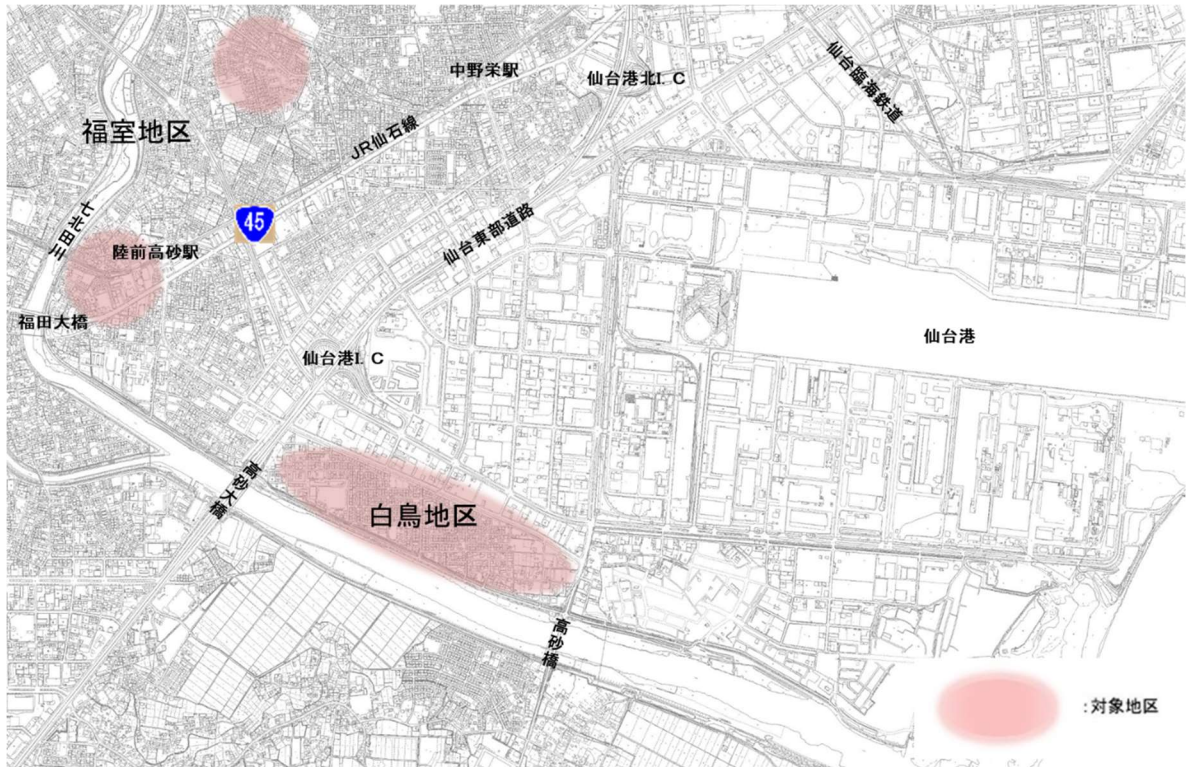 中野栄駅
仙台港北I.C
仙台臨海鉄道
福室地区
JR仙石線
45
七北田川
陸前高砂駅
仙台東部道路
福田大橋
仙台港
仙台港I.C
高砂大橋
白鳥地区
高砂橋
:対象地区